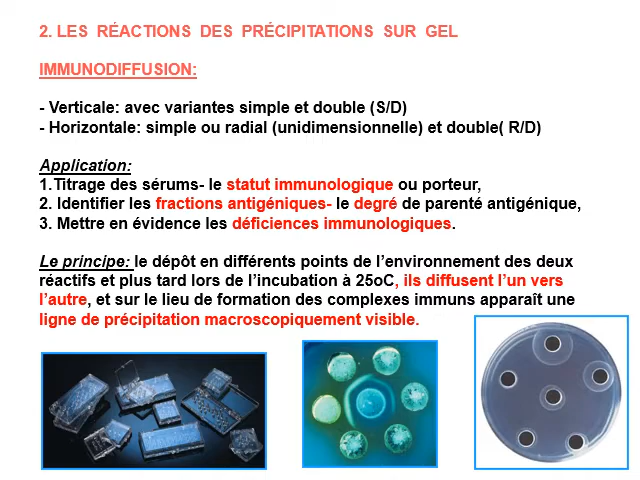 2. LES RÉACTIONS DES PRÉCIPITATIONS SUR GEL
IMMUNODIFFUSION:
- Verticale: avec variantes simple et double (S/D)
- Horizontale: simple ou radial (unidimensionnelle) et double( R/D)
Application:
1.Titrage des sérums- le statut immunologique ou porteur,
2. Identifier les fractions antigéniques- le degré de parenté antigénique,
3. Mettre en évidence les déficiences immunologiques.
Le principe: le dépôt en différents points de l’environnement des deux
réactifs et plus tard lors de l’incubation à 25oC, ils diffusent l’un vers
l’autre, et sur le lieu de formation des complexes immuns apparaît une
ligne de précipitation macroscopiquement visible.